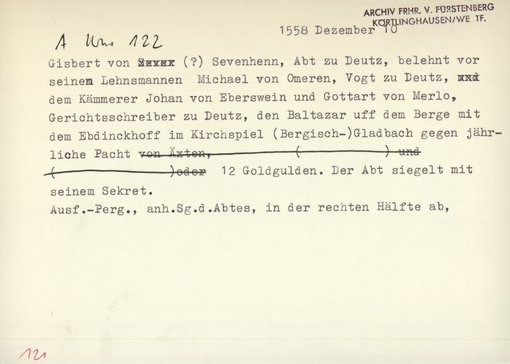 ARCHIV FRHR. V. FÜRSTENBERG
KÖRTLINGHAUSEN/WE TF.
1558 Dezember 10
A Uns 122
Gisbert von (?) Sevenhenn, Abt zu Deutz, belehnt vor
seinem Lehnsmannen Michael von Omeren, Vogt zu Deutz, und
dem Kämmerer Johan von Eberswein und Gottart von Merlo,
Gerichtsschreiber zu Deutz, den Baltazar uff dem Berge mit
dem Ebdinckhoff im Kirchspiel (Bergisch-)Gladbach gegen jähr-
liche Pacht von Äxten, ( ) und
( )oder 12 Goldgulden. Der Abt siegelt mit
seinem Sekret.
Ausf.-Perg., anh.Sg.d.Abtes, in der rechten Hälfte ab,
121